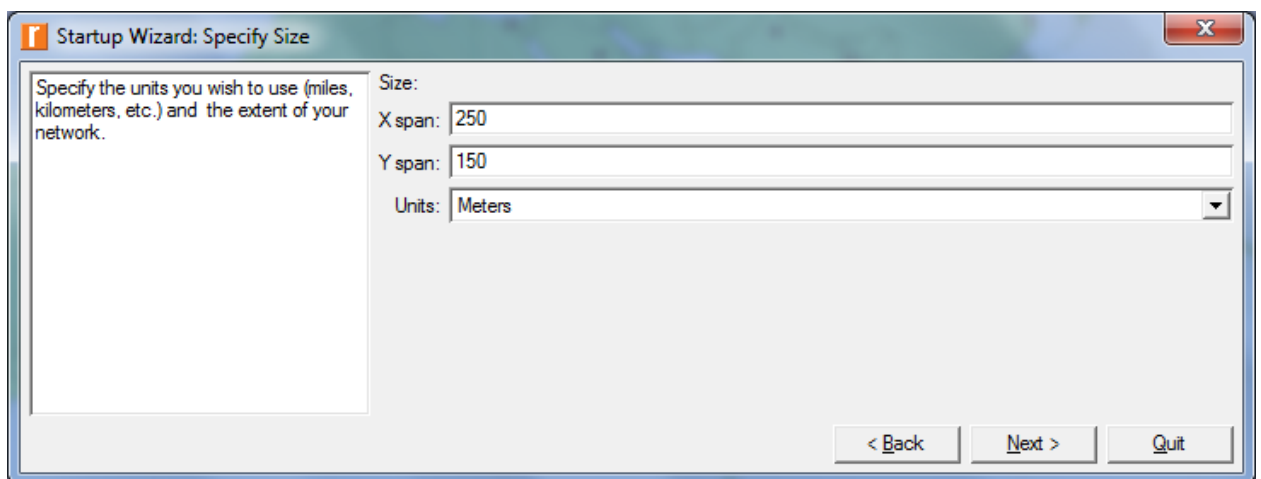 Startup Wizard: Specify Size
x
Specify the units you wish to use (miles,
kilometers, etc.) and the extent of your
network.
Size:
X span: 250
Y span: 150
Units: Meters
< Back Next > Quit